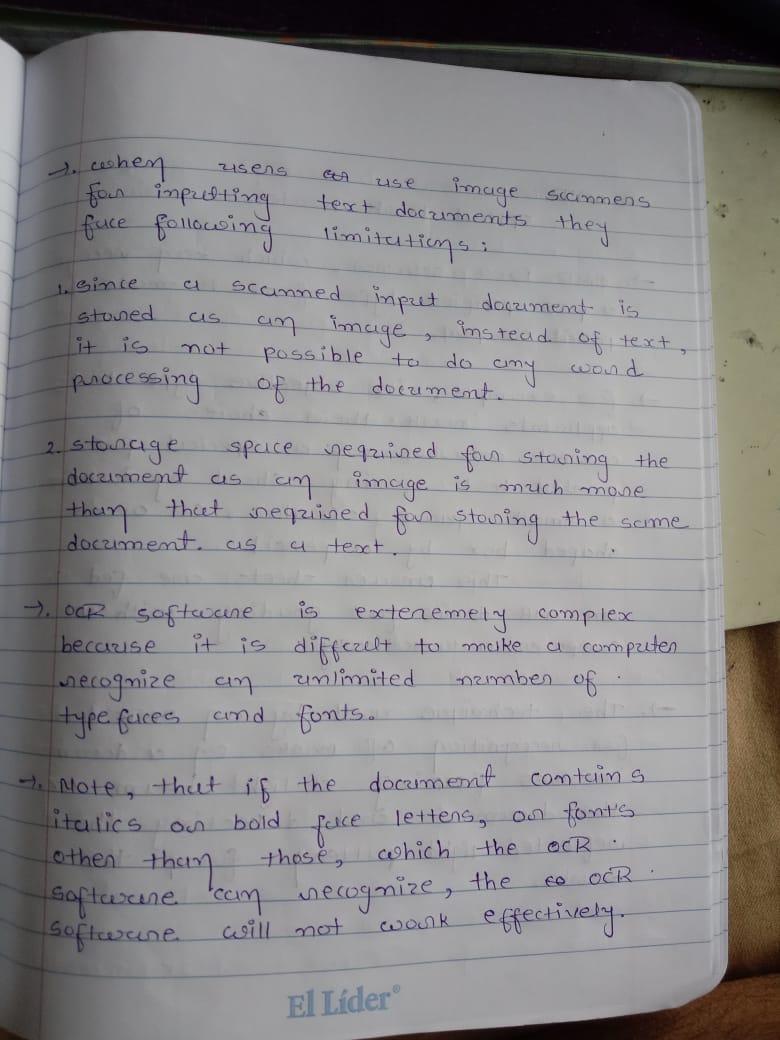 →. when users use image scanners
for inputting text documents they
face following limitations:
1. Since a scanned input document is
stored as an image, instead of text,
it is not possible to do any word
processing of the document.
2. storage space required for storing the
document as an image is much more
than that required for storing the same
document. as a text.
→. OCR software is exteremely complex
because it is difficult to make a computer
recognize an unlimited number of
type faces and fonts.
→. Note, that if the document contains
italics or bold face letters, or font's
other than those, which the OCR
software can recognize, the OCR
software will not work effectively.
El Líder®